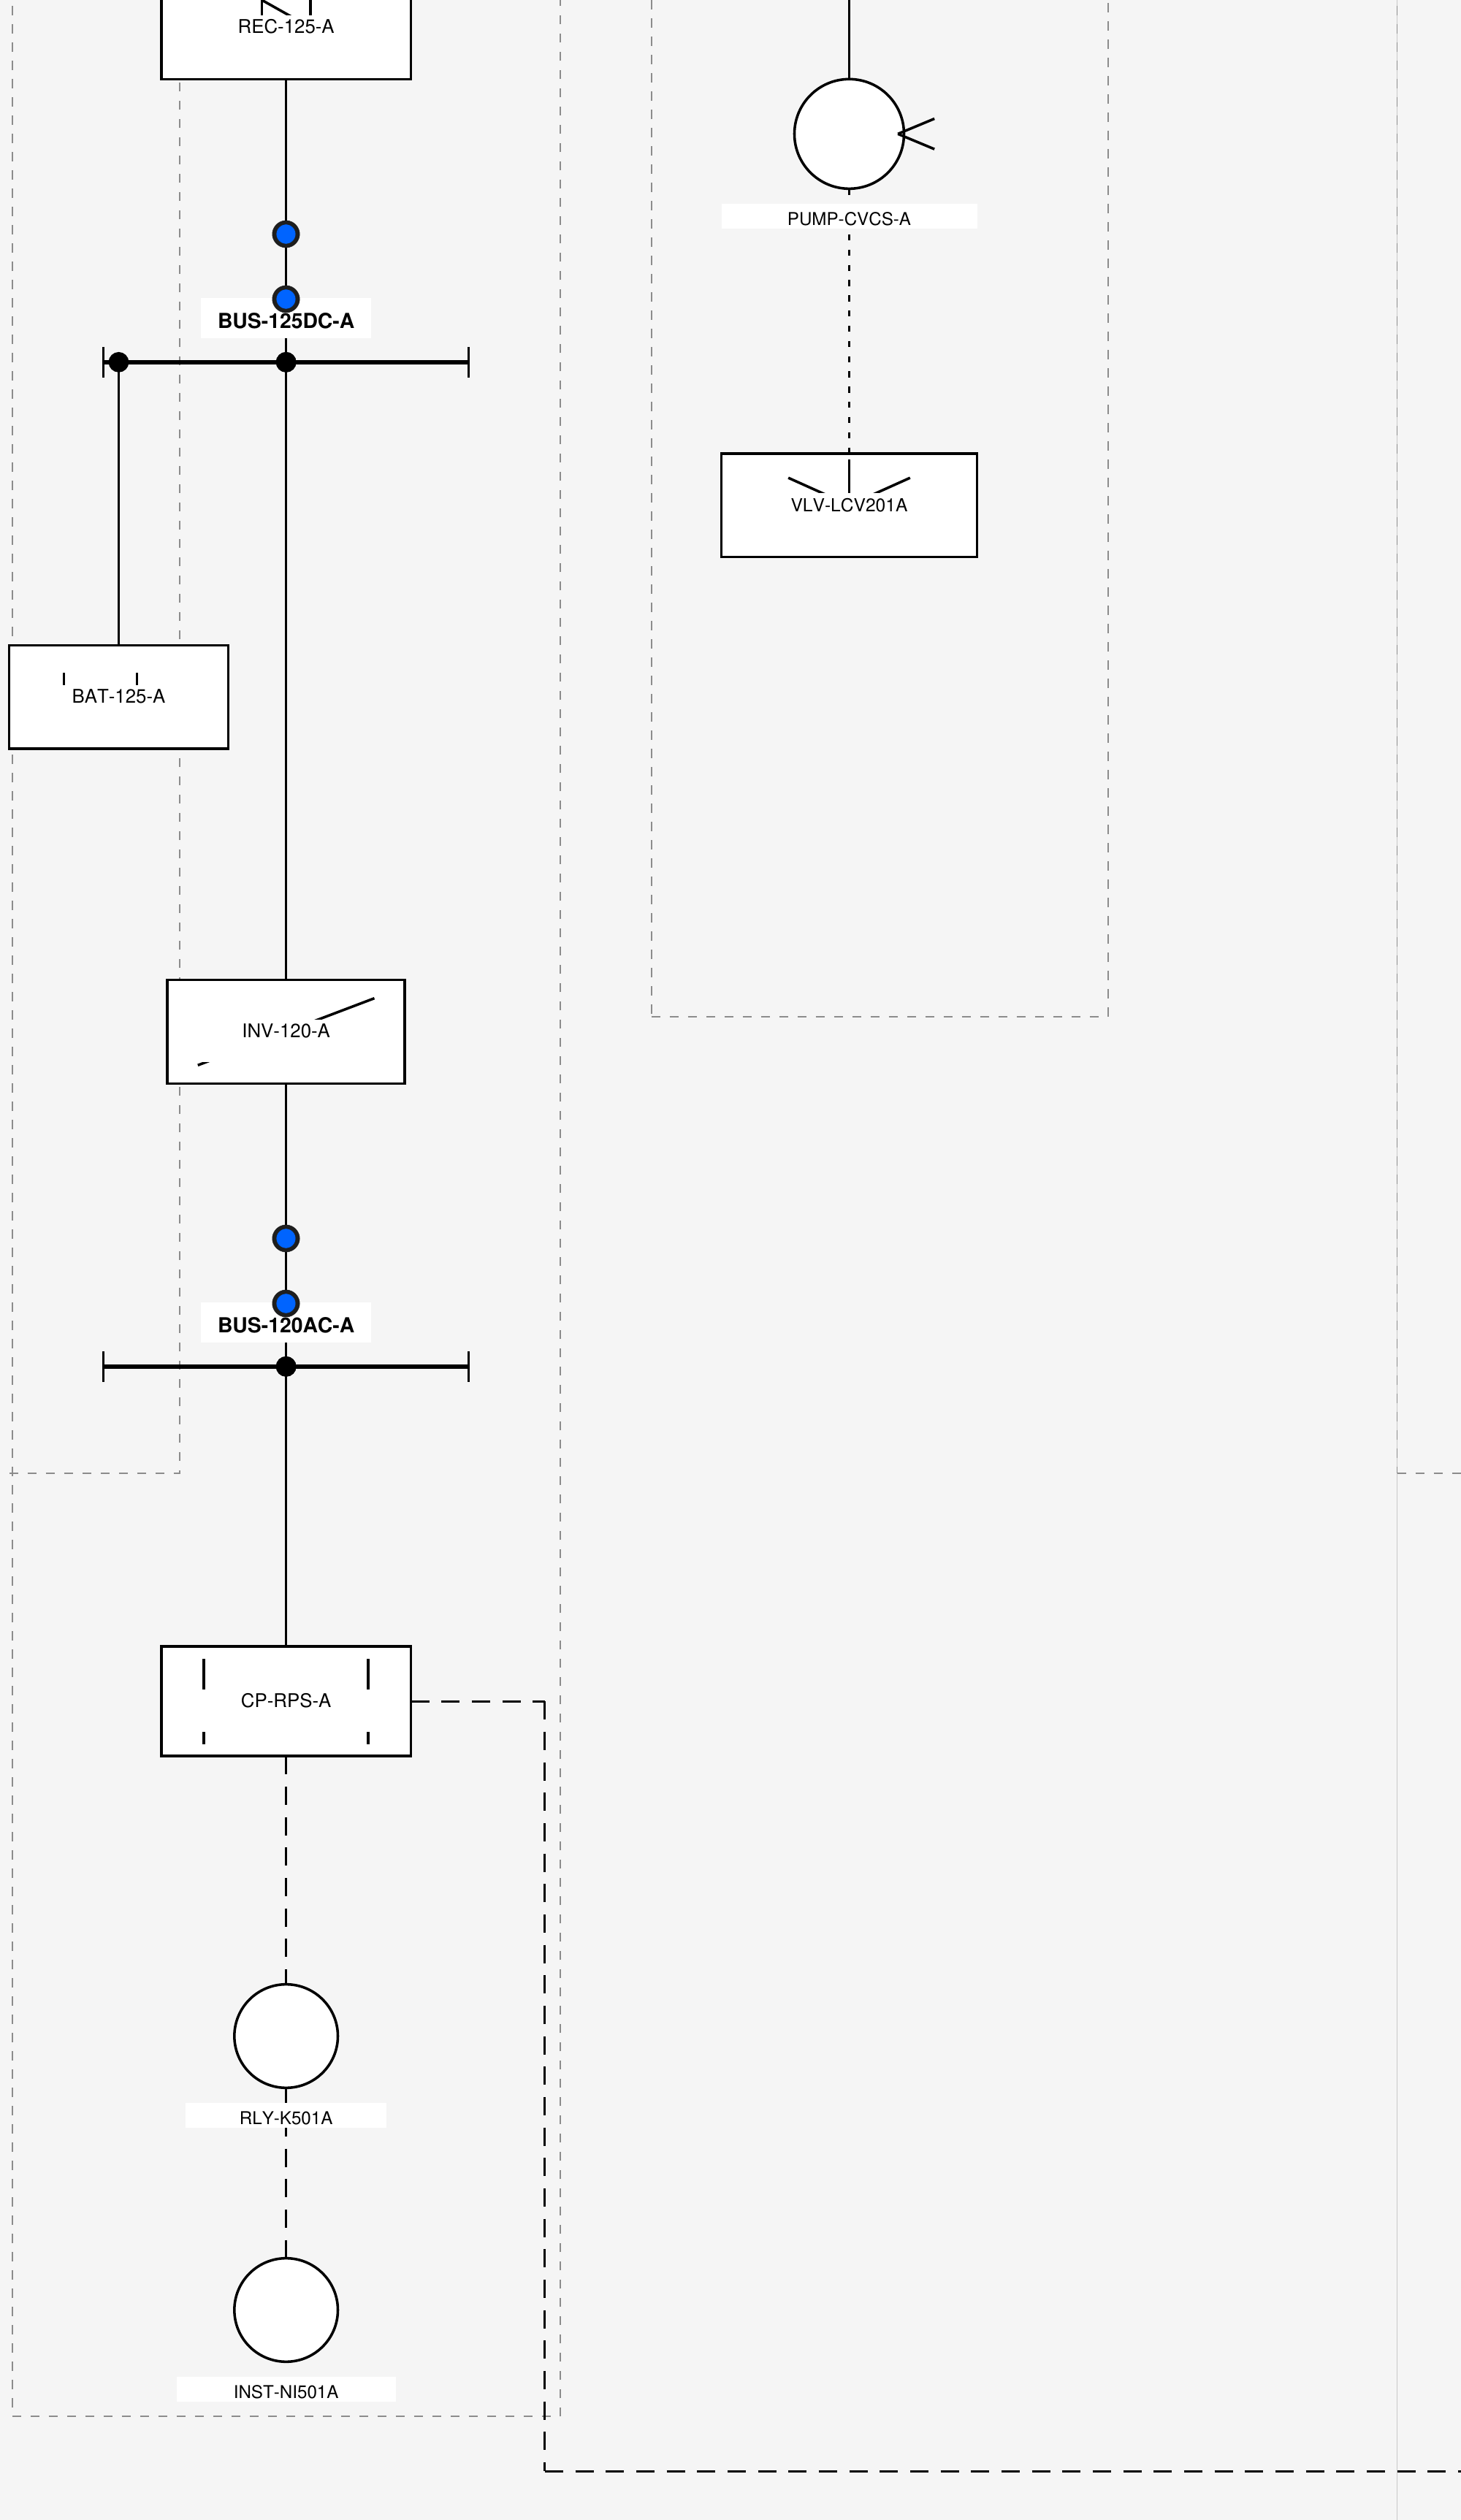 REC-125-A
PUMP-CVCS-A
BUS-125DC-A
VLV-LCV201A
BAT-125-A
INV-120-A
BUS-120AC-A
CP-RPS-A
RLY-K501A
INST-NI501A